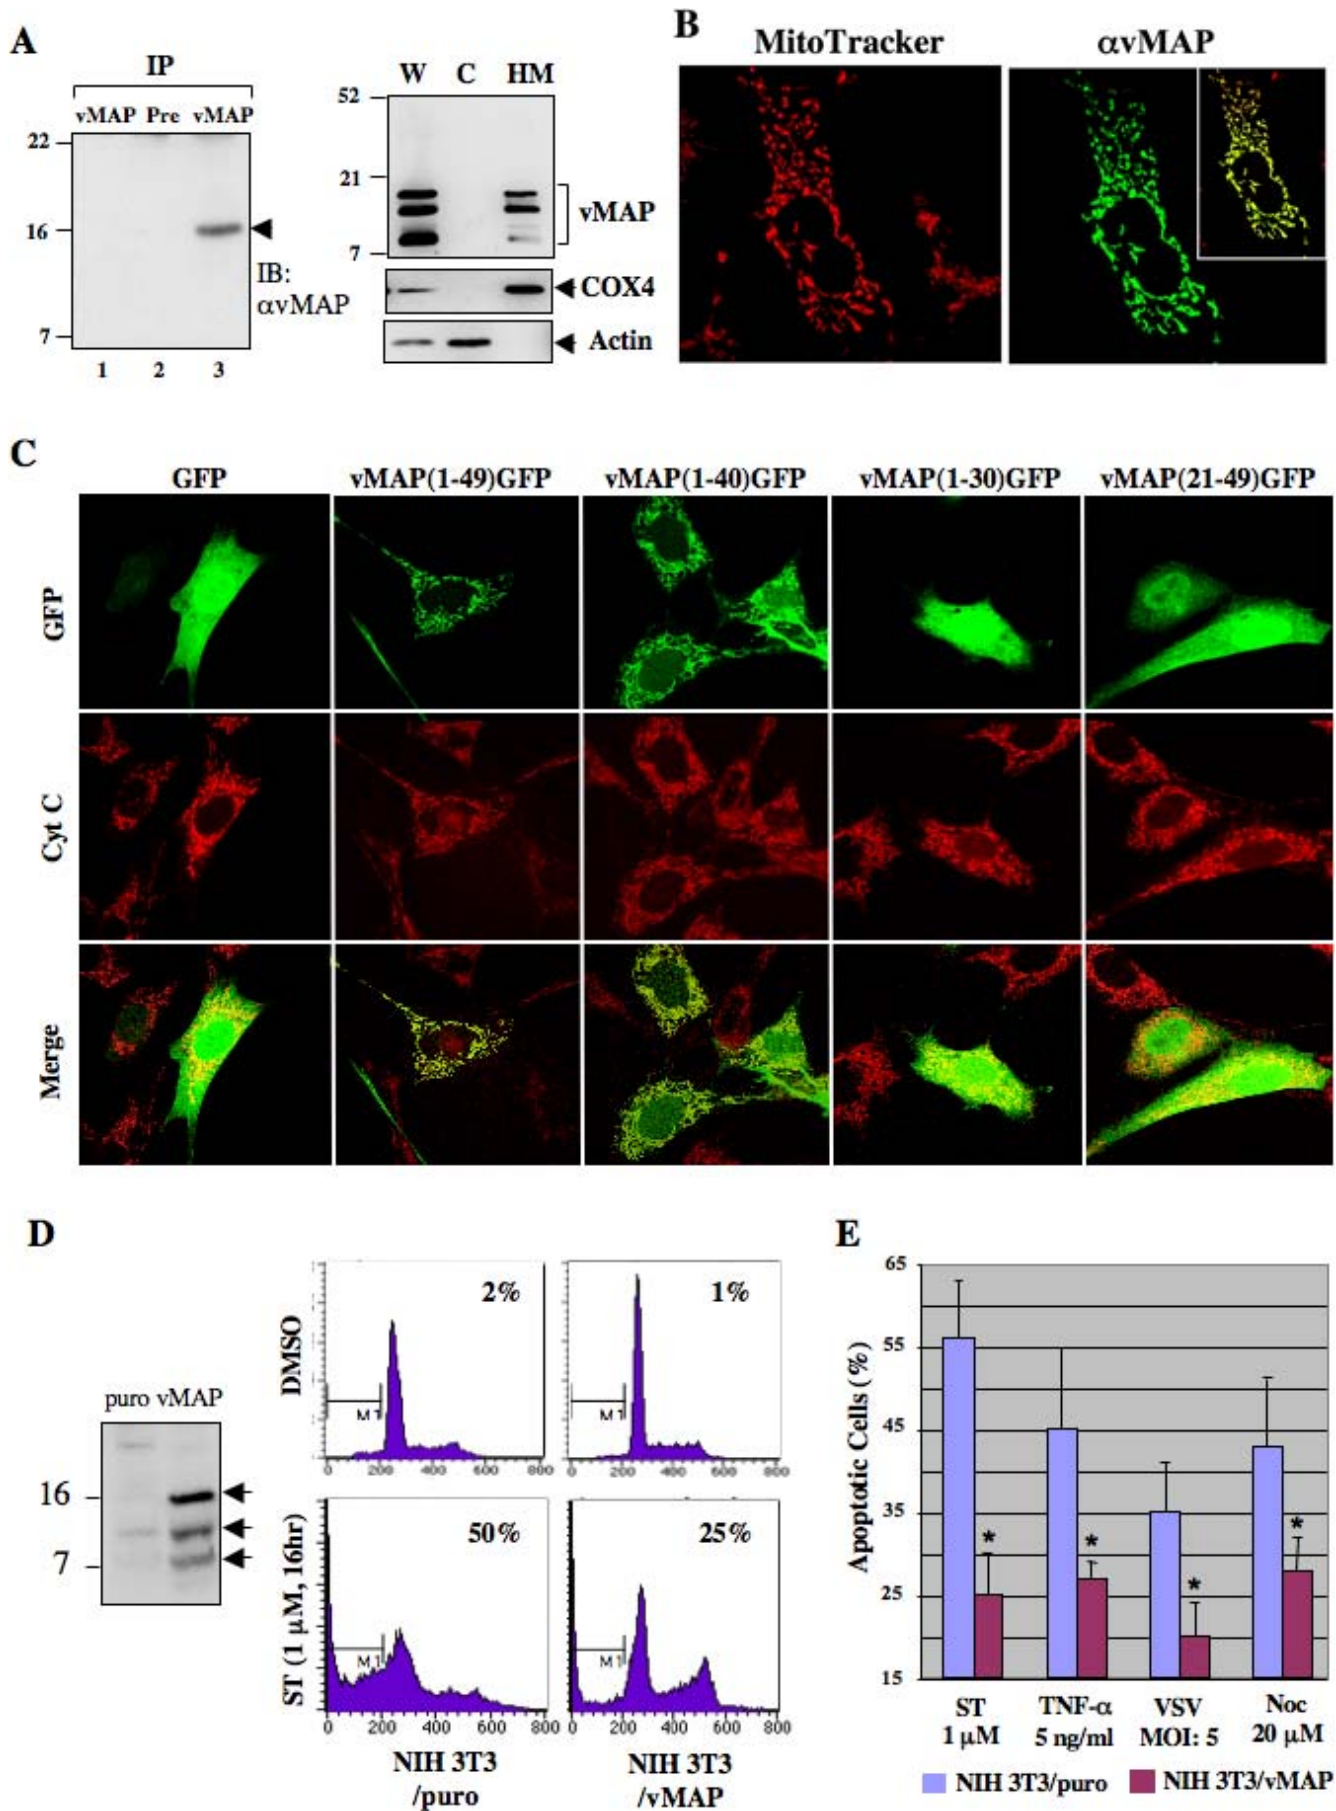 A
IP
vMAP Pre vMAP
22
16
7
IB:
αvMAP
1 2 3
W C HM
52
21
7
vMAP
COX4
Actin
B
MitoTracker αvMAP
C
GFP vMAP(1-49)GFP vMAP(1-40)GFP vMAP(1-30)GFP vMAP(21-49)GFP
GFP
Cyt C
Merge
D
puro vMAP
16
7
DMSO
2%
M1
0 200 400 600 800
1%
M1
0 200 400 600 800
ST (1 μM, 16hr)
50%
M1
0 200 400 600 800
25%
M1
0 200 400 600 800
NIH 3T3
/puro
NIH 3T3
/vMAP
E
Apoptotic Cells (%)
65
55
45
35
25
15
* * * *
ST TNF-α VSV Noc
1 μM 5 ng/ml MOI: 5 20 μM
NIH 3T3/puro NIH 3T3/vMAP